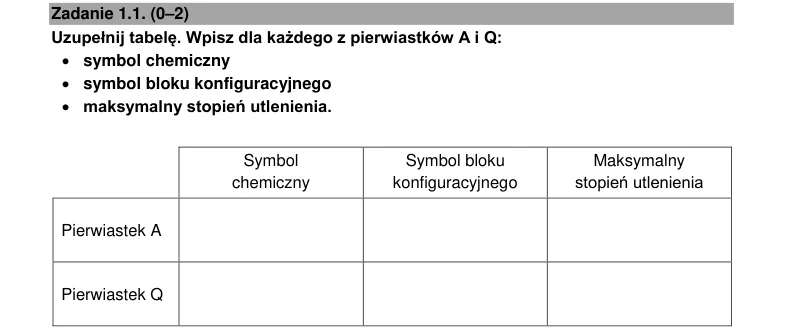 Zadanie 1.1. (0–2)
Uzupełnij tabelę. Wpisz dla każdego z pierwiastków A i Q:
• symbol chemiczny
• symbol bloku konfiguracyjnego
• maksymalny stopień utlenienia.
Symbol chemiczny
Symbol bloku konfiguracyjnego
Maksymalny stopień utlenienia
Pierwiastek A
Pierwiastek Q